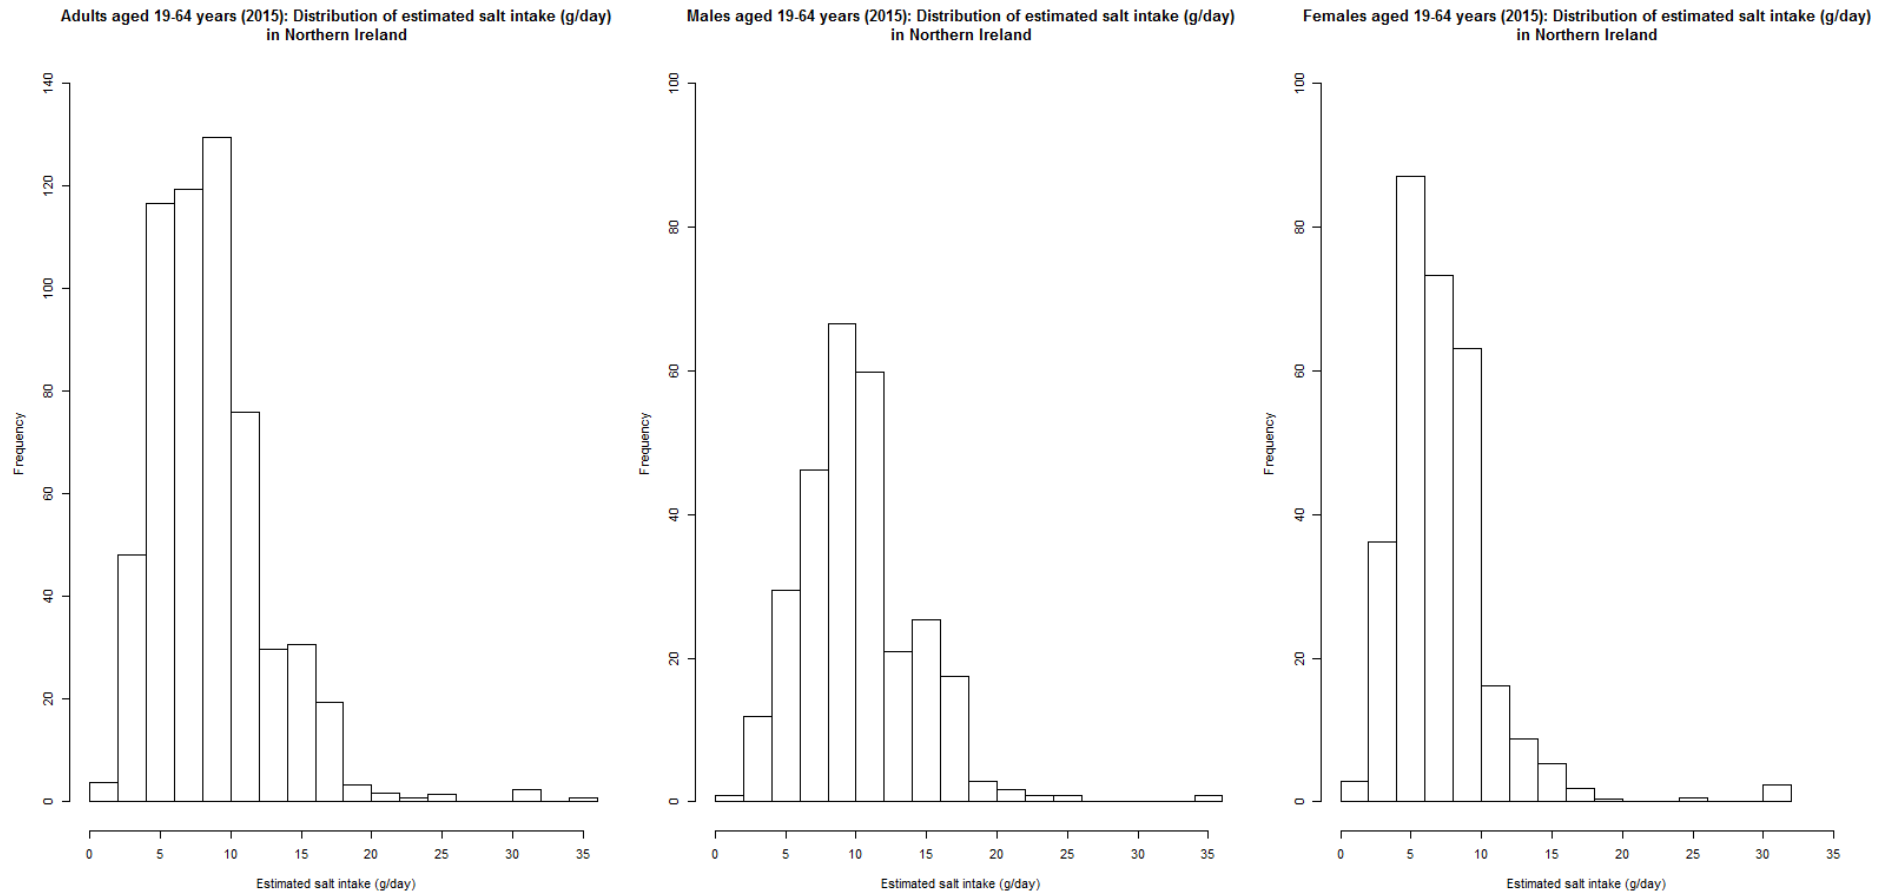 Adults aged 19-64 years (2015): Distribution of estimated salt intake (g/day)
in Northern Ireland
Frequency
0
20
40
60
80
100
120
140
0 5 10 15 20 25 30 35
Estimated salt intake (g/day)
Males aged 19-64 years (2015): Distribution of estimated salt intake (g/day)
in Northern Ireland
Frequency
0
20
40
60
80
100
0 5 10 15 20 25 30 35
Estimated salt intake (g/day)
Females aged 19-64 years (2015): Distribution of estimated salt intake (g/day)
in Northern Ireland
Frequency
0
20
40
60
80
100
0 5 10 15 20 25 30 35
Estimated salt intake (g/day)